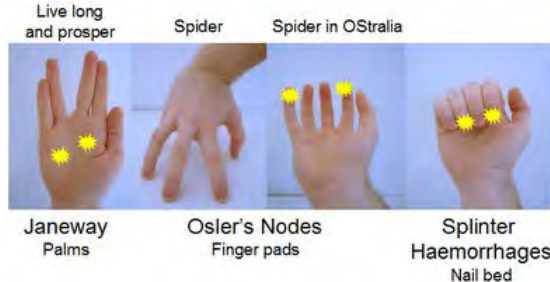 Live long
and prosper
Spider
Spider in OStralia
Janeway
Palms
Osler's Nodes
Finger pads
Splinter
Haemorrhages
Nail bed